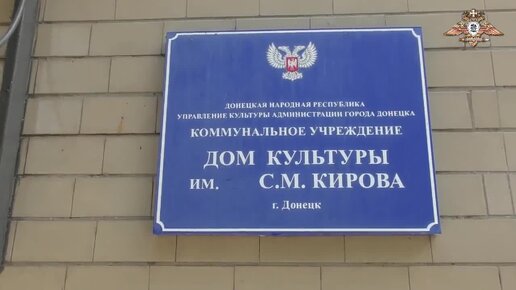 ДОНЕЦКАЯ НАРОДНАЯ РЕСПУБЛИКА
УПРАВЛЕНИЕ КУЛЬТУРЫ АДМИНИСТРАЦИИ ГОРОДА ДОНЕЦКА
КОММУНАЛЬНОЕ УЧРЕЖДЕНИЕ
ДОМ КУЛЬТУРЫ
ИМ. С.М. КИРОВА
г. Донецк